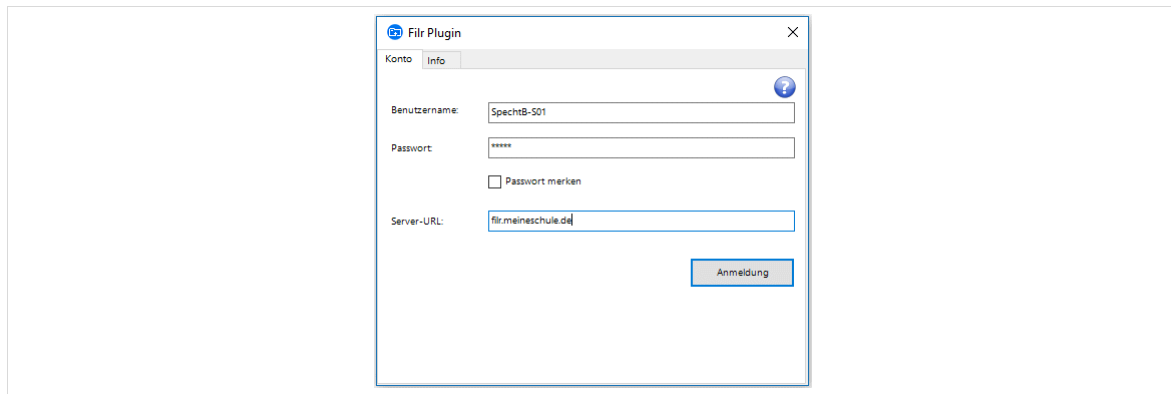 Filr Plugin
Konto Info
?
Benutzername: SpechtB-S01
Passwort: *****
Passwort merken
Server-URL: filr.meineschule.de
Anmeldung